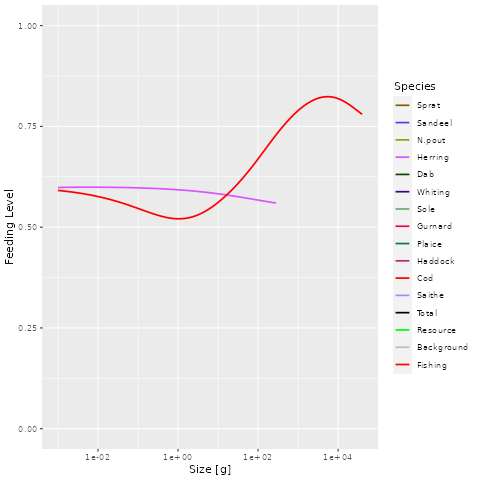 1.00
0.75
0.50
0.25
0.00
Feeding Level
1e-02 1e+00 1e+02 1e+04
Size [g]
Species
Sprat
Sandeel
N.pout
Herring
Dab
Whiting
Sole
Gurnard
Plaice
Haddock
Cod
Saithe
Total
Resource
Background
Fishing